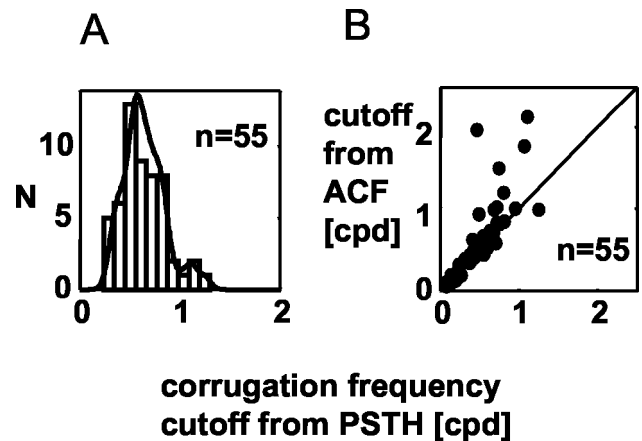 A
B
10
5
0
N
n=55
0
1
2
cutoff
from
ACF
[cpd]
2
1
0
n=55
0
1
2
corrugation frequency
cutoff from PSTH [cpd]